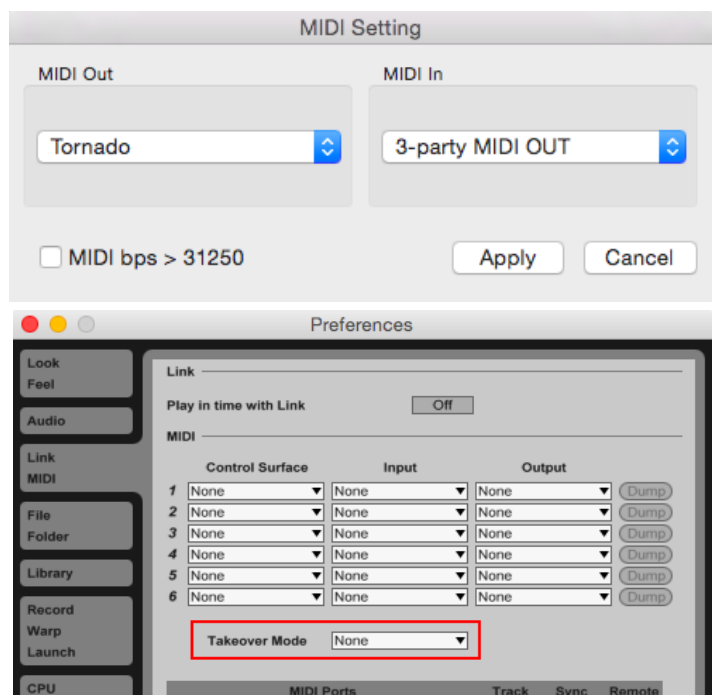 MIDI Setting
MIDI Out MIDI In
Tornado 3-party MIDI OUT
MIDI bps > 31250 Apply Cancel
Preferences
Look
Feel
Audio
Link
MIDI
File
Folder
Library
Record
Warp
Launch
CPU
Link
Play in time with Link Off
MIDI
Control Surface Input Output
1 None None None Dump
2 None None None Dump
3 None None None Dump
4 None None None Dump
5 None None None Dump
6 None None None Dump
Takeover Mode None
MIDI Ports Track Sync Remote